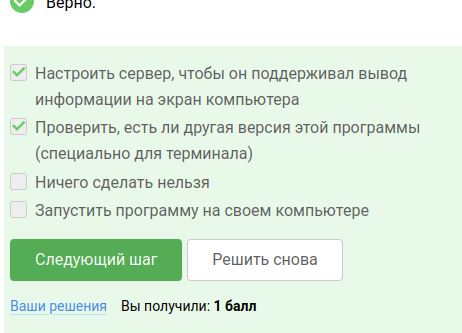 Верно.
Настроить сервер, чтобы он поддерживал вывод
информации на экран компьютера
Проверить, есть ли другая версия этой программы
(специально для терминала)
Ничего сделать нельзя
Запустить программу на своем компьютере
Следующий шаг
Решить снова
Ваши решения Вы получили: 1 балл